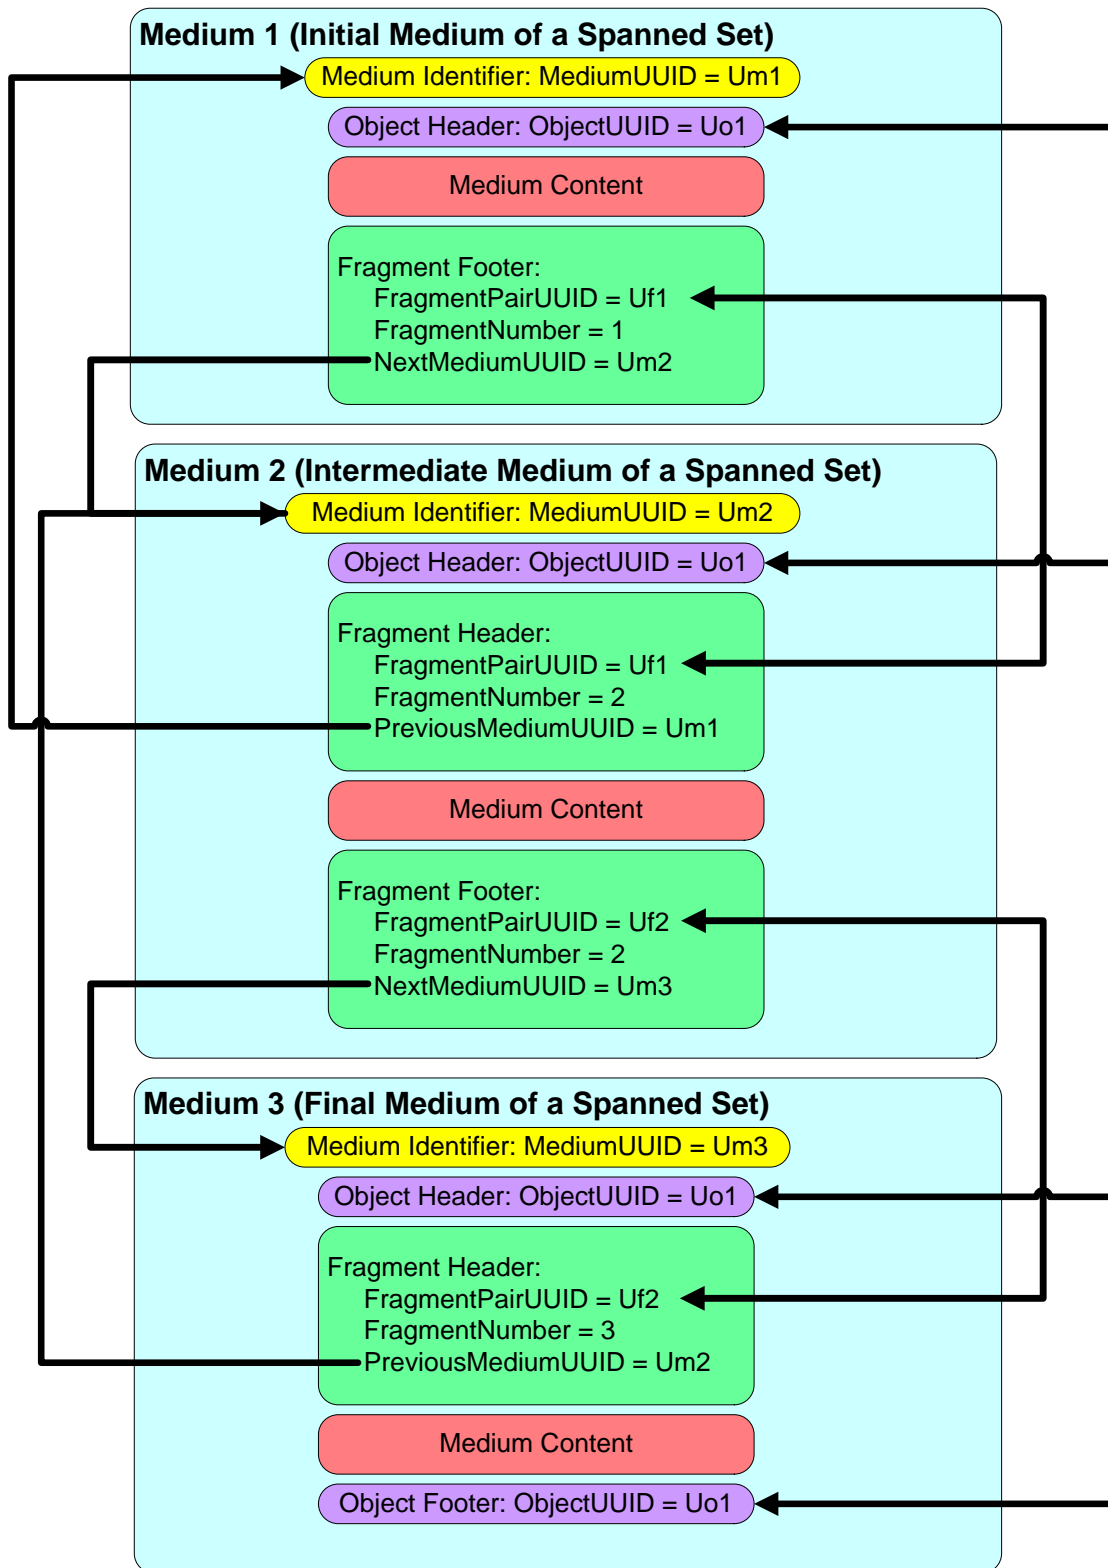 Medium 1 (Initial Medium of a Spanned Set)
Medium Identifier: MediumUUID = Um1
Object Header: ObjectUUID = Uo1
Medium Content
Fragment Footer:
FragmentPairUUID = Uf1
FragmentNumber = 1
NextMediumUUID = Um2
Medium 2 (Intermediate Medium of a Spanned Set)
Medium Identifier: MediumUUID = Um2
Object Header: ObjectUUID = Uo1
Fragment Header:
FragmentPairUUID = Uf1
FragmentNumber = 2
PreviousMediumUUID = Um1
Medium Content
Fragment Footer:
FragmentPairUUID = Uf2
FragmentNumber = 2
NextMediumUUID = Um3
Medium 3 (Final Medium of a Spanned Set)
Medium Identifier: MediumUUID = Um3
Object Header: ObjectUUID = Uo1
Fragment Header:
FragmentPairUUID = Uf2
FragmentNumber = 3
PreviousMediumUUID = Um2
Medium Content
Object Footer: ObjectUUID = Uo1